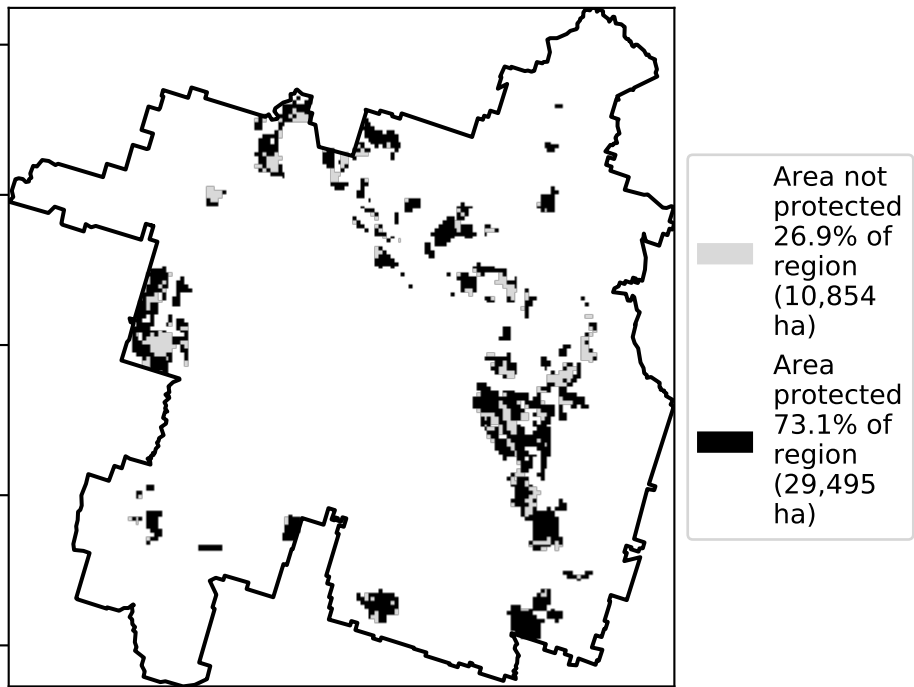 Area not
protected
26.9% of
region
(10,854
ha)
Area
protected
73.1% of
region
(29,495
ha)